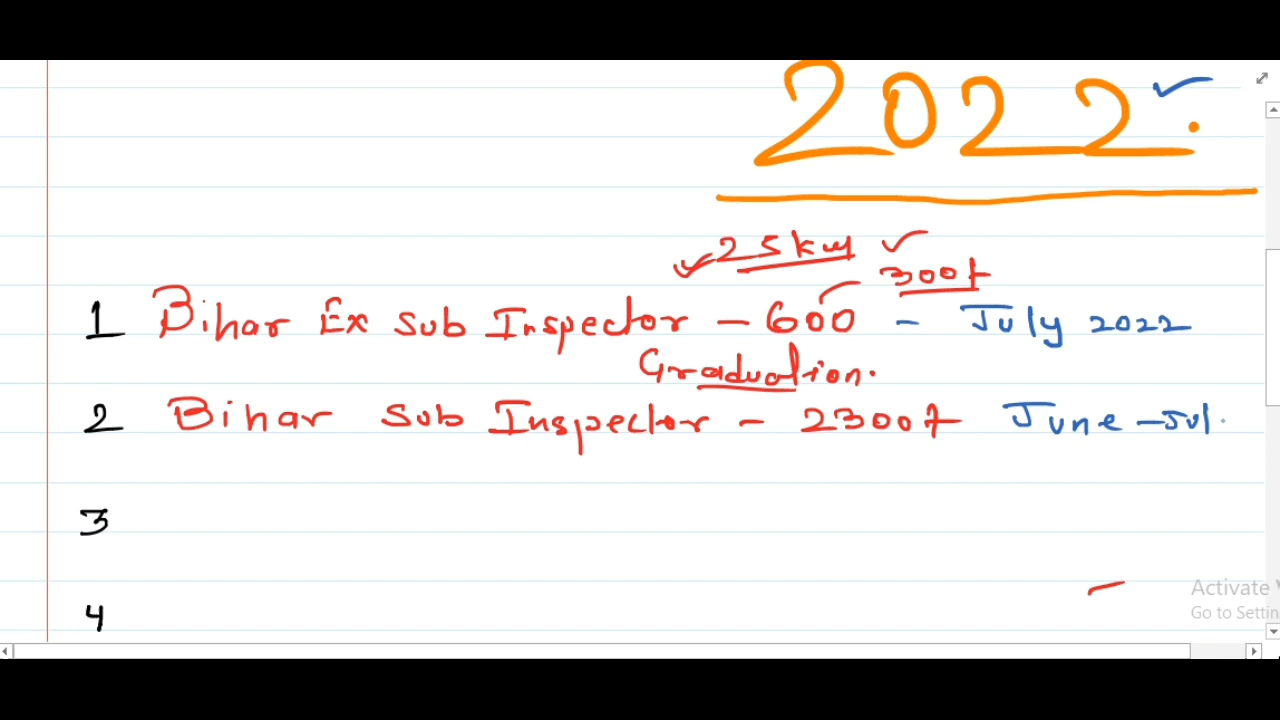 2022.
25km
300+
1 Bihar Ex Sub Inspector - 600 - July 2022
Graduation.
2 Bihar Sub Inspector - 2300+ June - Jul
3
4
Activate
Go to Settin